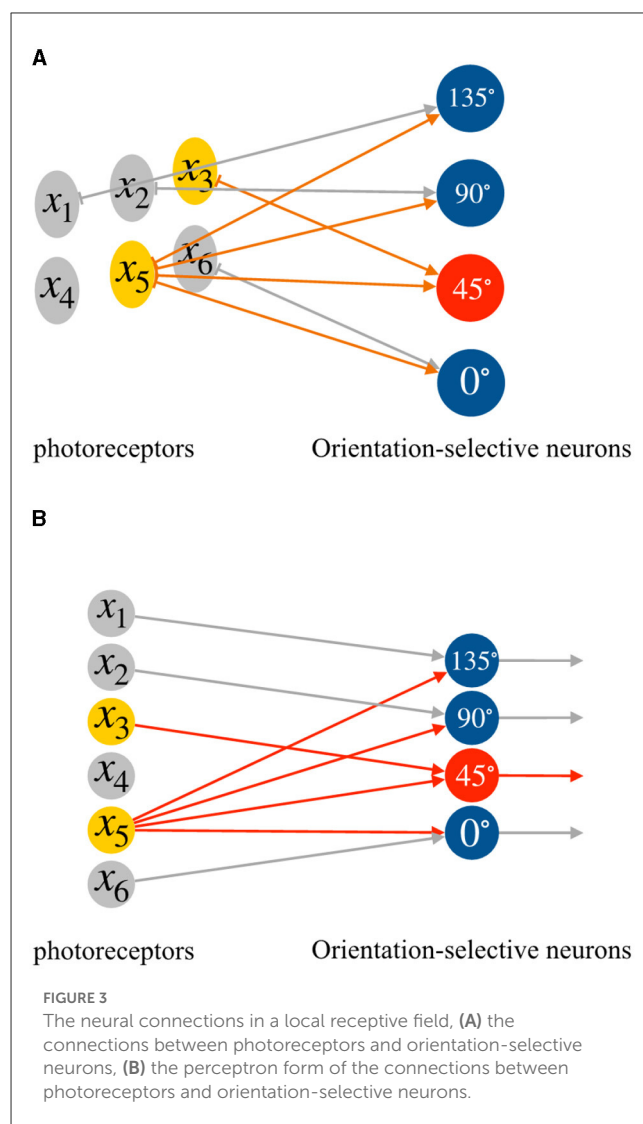 A
135°
x1 x2 x3
90°
x4 x5 x6
45°
0°
photoreceptors Orientation-selective neurons
B
x1
135°
x2
90°
x3
x4
45°
x5
0°
x6
photoreceptors Orientation-selective neurons
FIGURE 3
The neural connections in a local receptive field, (A) the
connections between photoreceptors and orientation-selective
neurons, (B) the perceptron form of the connections between
photoreceptors and orientation-selective neurons.